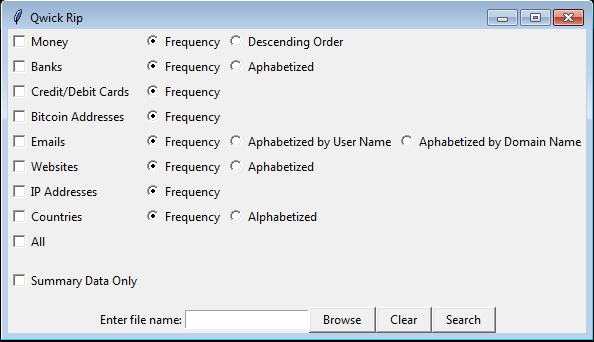 Qwick Rip
Money Frequency Descending Order
Banks Frequency Aphabetized
Credit/Debit Cards Frequency
Bitcoin Addresses Frequency
Emails Frequency Aphabetized by User Name Aphabetized by Domain Name
Websites Frequency Aphabetized
IP Addresses Frequency
Countries Frequency Alphabetized
All
Summary Data Only
Enter file name: Browse Clear Search